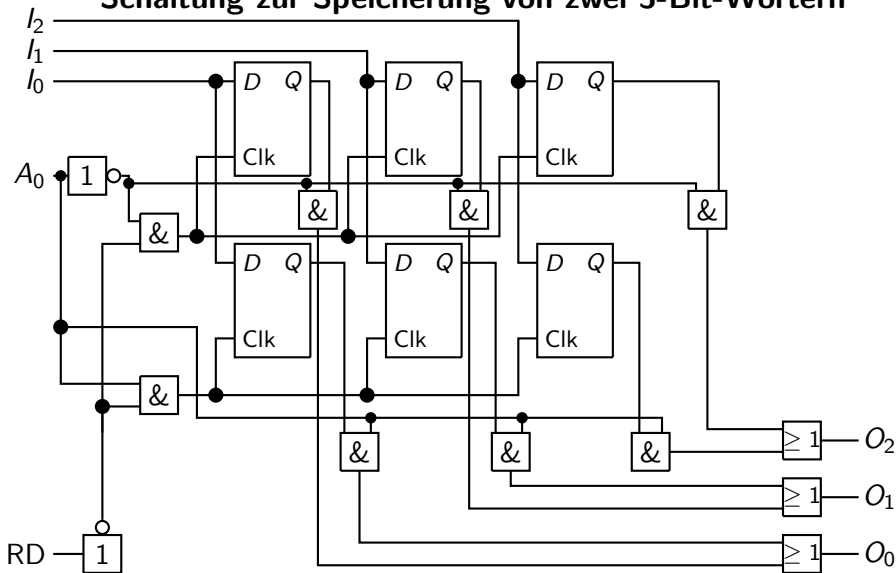 Schaltung zur Speicherung von zwei 3-Bit-Wörtern
I₂
I₁
I₀
D Q
D Q
D Q
Clk
Clk
Clk
A₀
1
&
&
&
&
D Q
D Q
D Q
Clk
Clk
Clk
&
&
&
&
≥ 1
O₂
≥ 1
O₁
RD
1
≥ 1
O₀